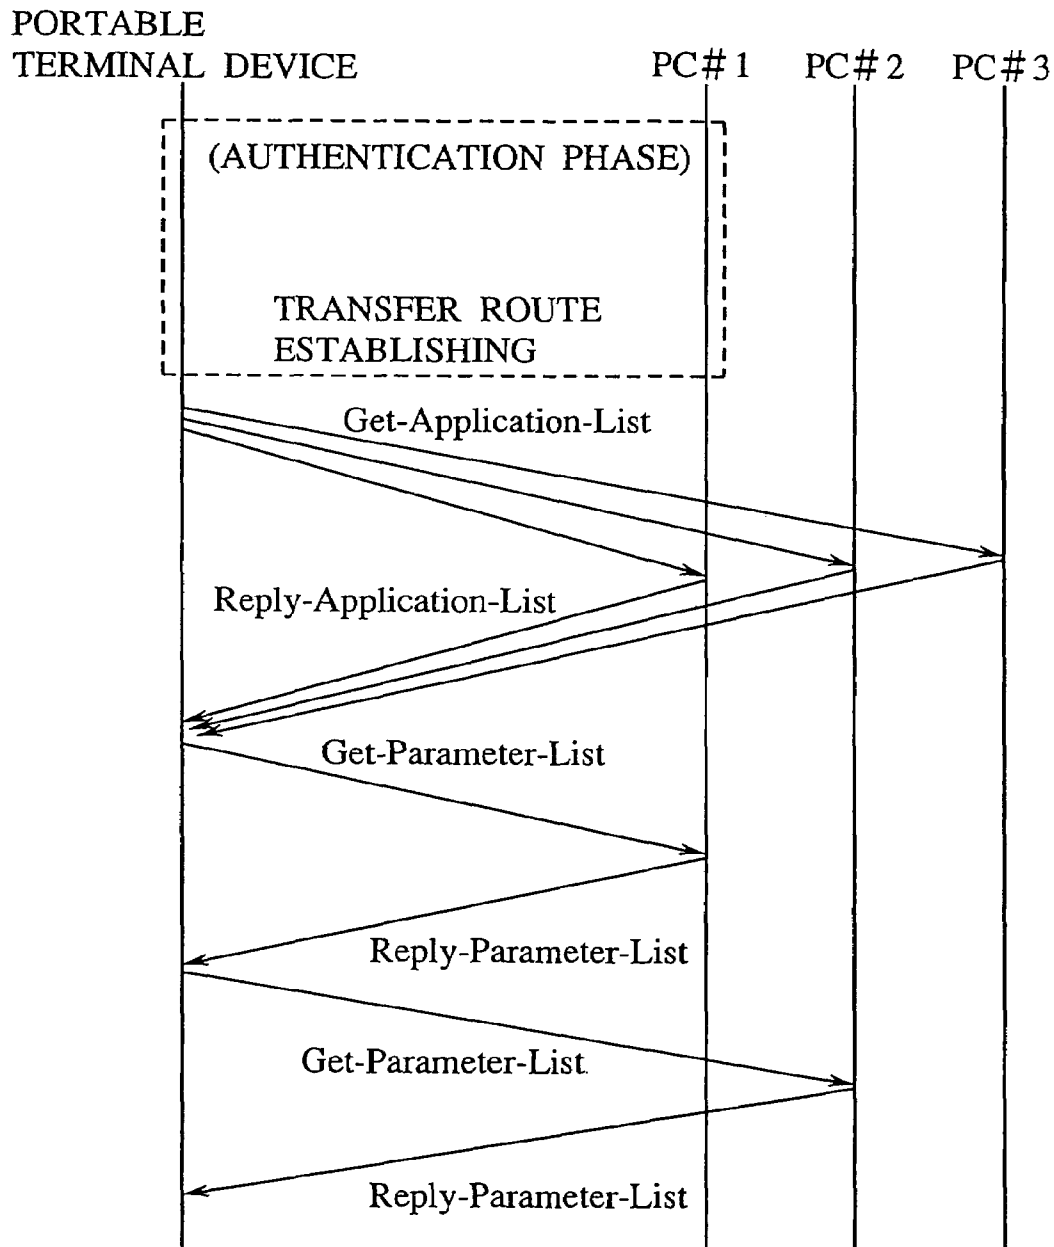 PORTABLE
TERMINAL DEVICE
PC#1
PC#2
PC#3
(AUTHENTICATION PHASE)
TRANSFER ROUTE
ESTABLISHING
Get-Application-List
Reply-Application-List
Get-Parameter-List
Reply-Parameter-List
Get-Parameter-List
Reply-Parameter-List